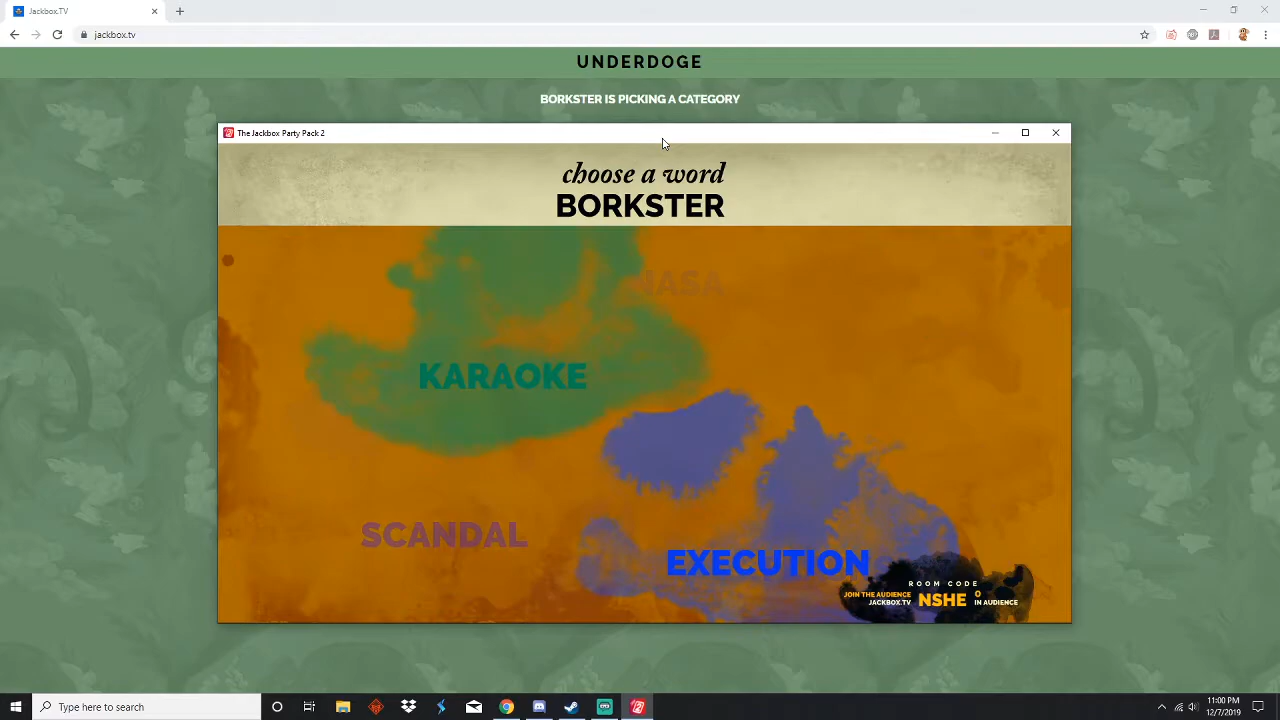 Jackbox.TV
jackbox.tv
UNDERDOGE
BORKSTER IS PICKING A CATEGORY
The Jackbox Party Pack 2
choose a word
BORKSTER
NASA
KARAOKE
SCANDAL
EXECUTION
ROOM CODE
JOIN THE AUDIENCE
JACKBOX.TV
NSHE
0
IN AUDIENCE
Type here to search
11:00 PM
12/7/2019